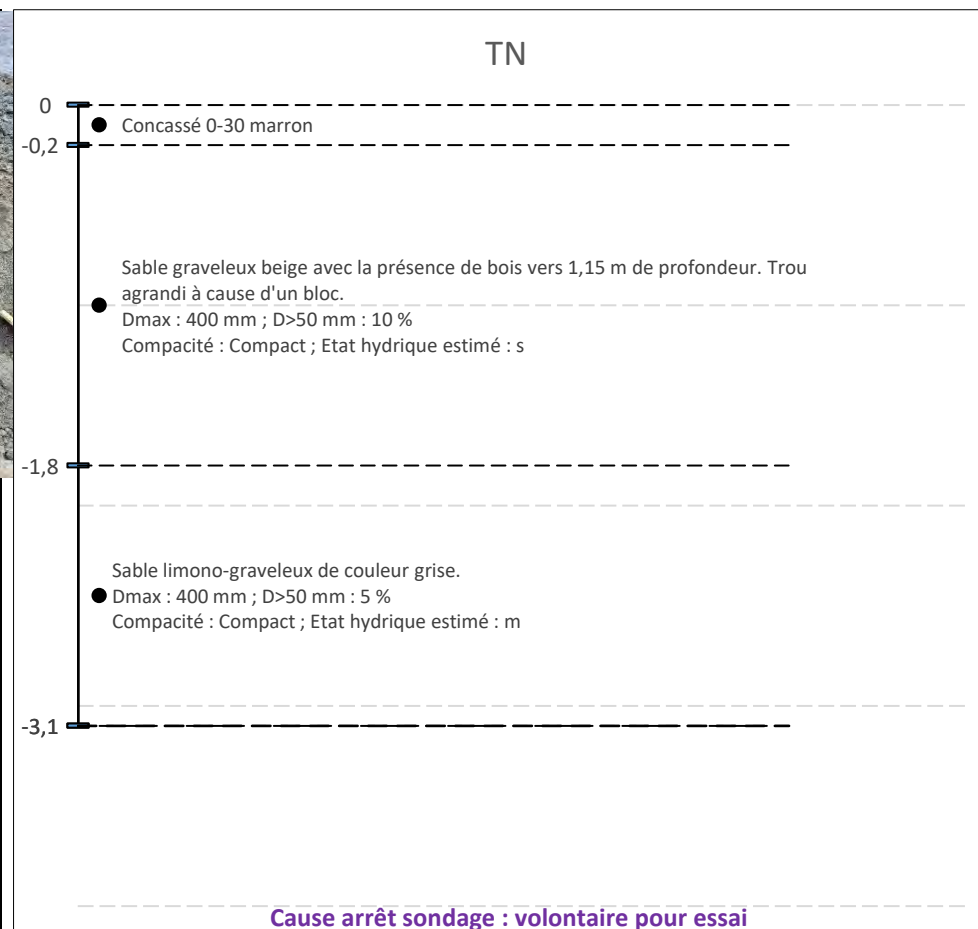 TN
0
Concassé 0-30 marron
-0,2
Sable graveleux beige avec la présence de bois vers 1,15 m de profondeur. Trou
agrandi à cause d'un bloc.
Dmax : 400 mm ; D>50 mm : 10 %
Compacité : Compact ; Etat hydrique estimé : s
-1,8
Sable limono-graveleux de couleur grise.
Dmax : 400 mm ; D>50 mm : 5 %
Compacité : Compact ; Etat hydrique estimé : m
-3,1
Cause arrêt sondage : volontaire pour essai